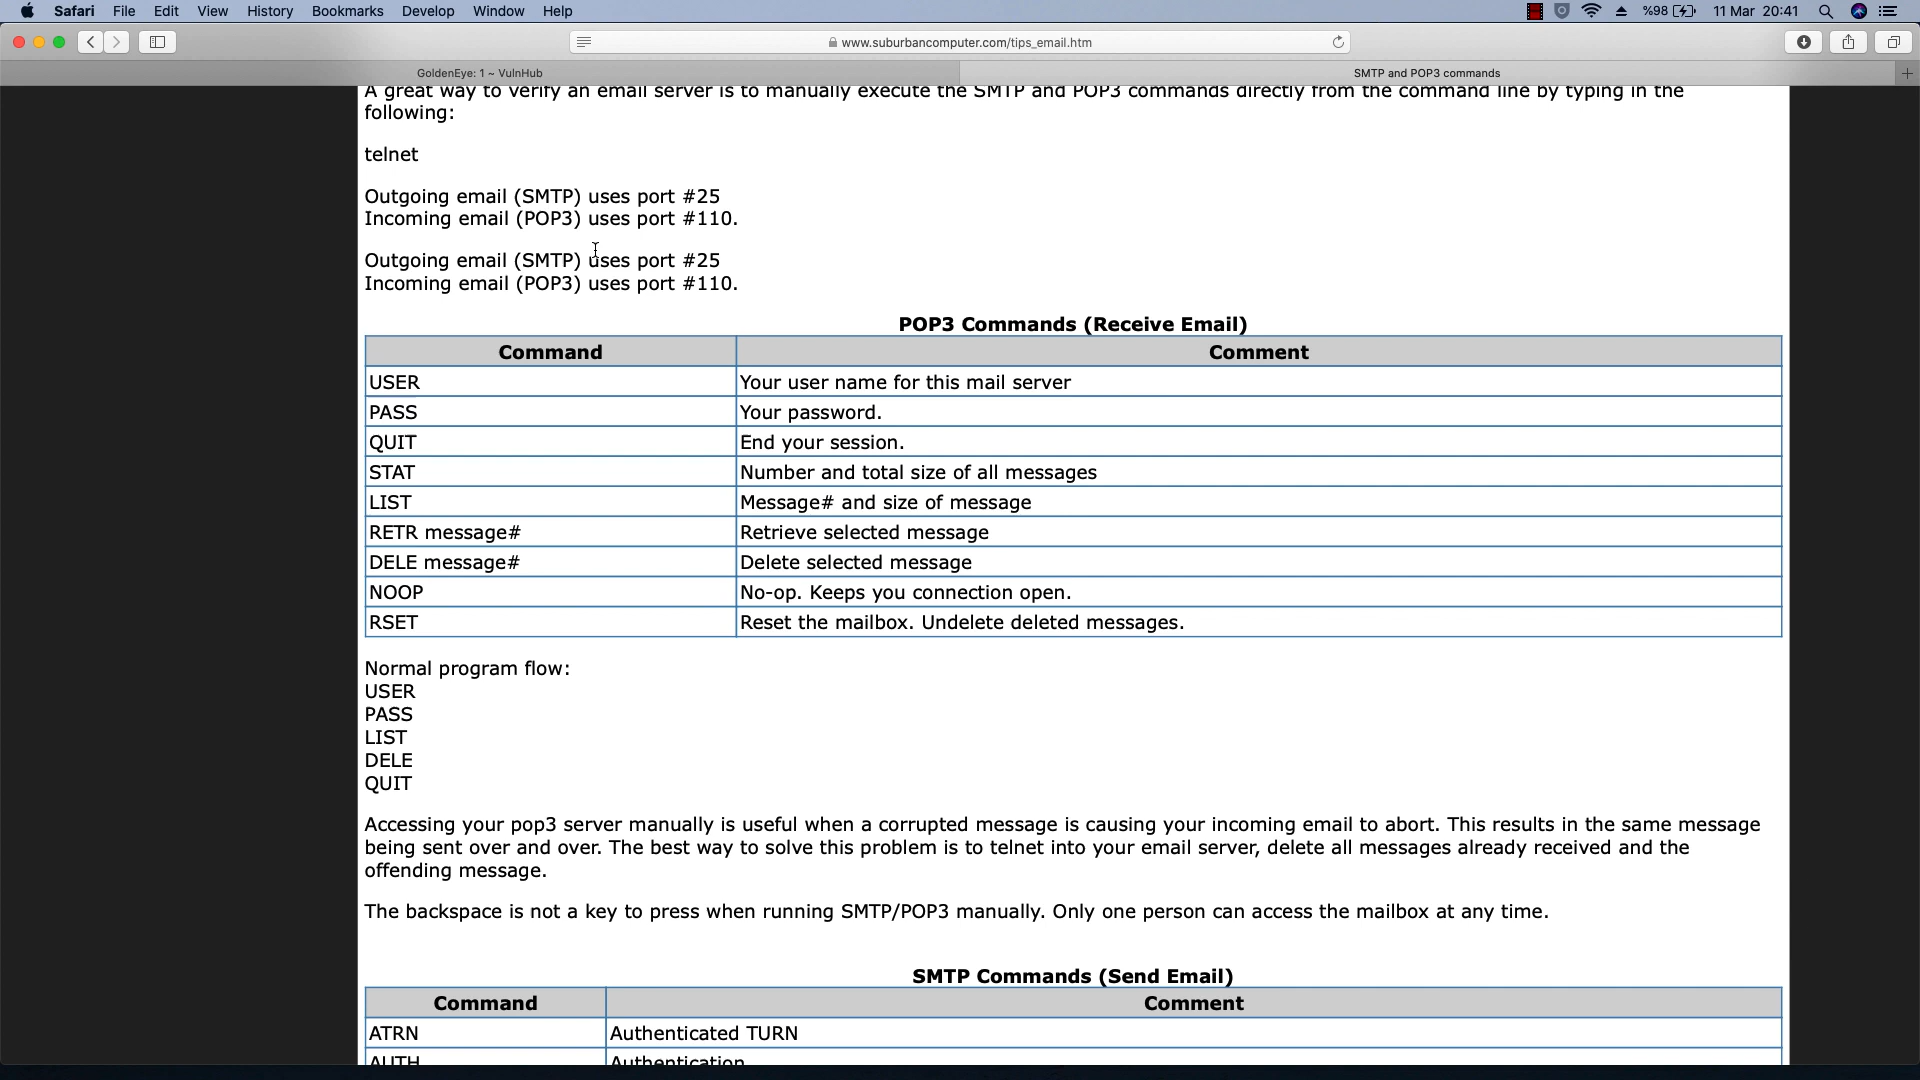 Safari File Edit View History Bookmarks Develop Window Help %98 11 Mar 20:41
www.suburbancomputer.com/tips_email.htm
GoldenEye: 1 ~ VulnHub SMTP and POP3 commands
A great way to verify an email server is to manually execute the SMTP and POP3 commands directly from the command line by typing in the
following:
telnet
Outgoing email (SMTP) uses port #25
Incoming email (POP3) uses port #110.
Outgoing email (SMTP) uses port #25
Incoming email (POP3) uses port #110.
POP3 Commands (Receive Email)
Command Comment
USER Your user name for this mail server
PASS Your password.
QUIT End your session.
STAT Number and total size of all messages
LIST Message# and size of message
RETR message# Retrieve selected message
DELE message# Delete selected message
NOOP No-op. Keeps you connection open.
RSET Reset the mailbox. Undelete deleted messages.
Normal program flow:
USER
PASS
LIST
DELE
QUIT
Accessing your pop3 server manually is useful when a corrupted message is causing your incoming email to abort. This results in the same message
being sent over and over. The best way to solve this problem is to telnet into your email server, delete all messages already received and the
offending message.
The backspace is not a key to press when running SMTP/POP3 manually. Only one person can access the mailbox at any time.
SMTP Commands (Send Email)
Command Comment
ATRN Authenticated TURN
AUTH Authentication